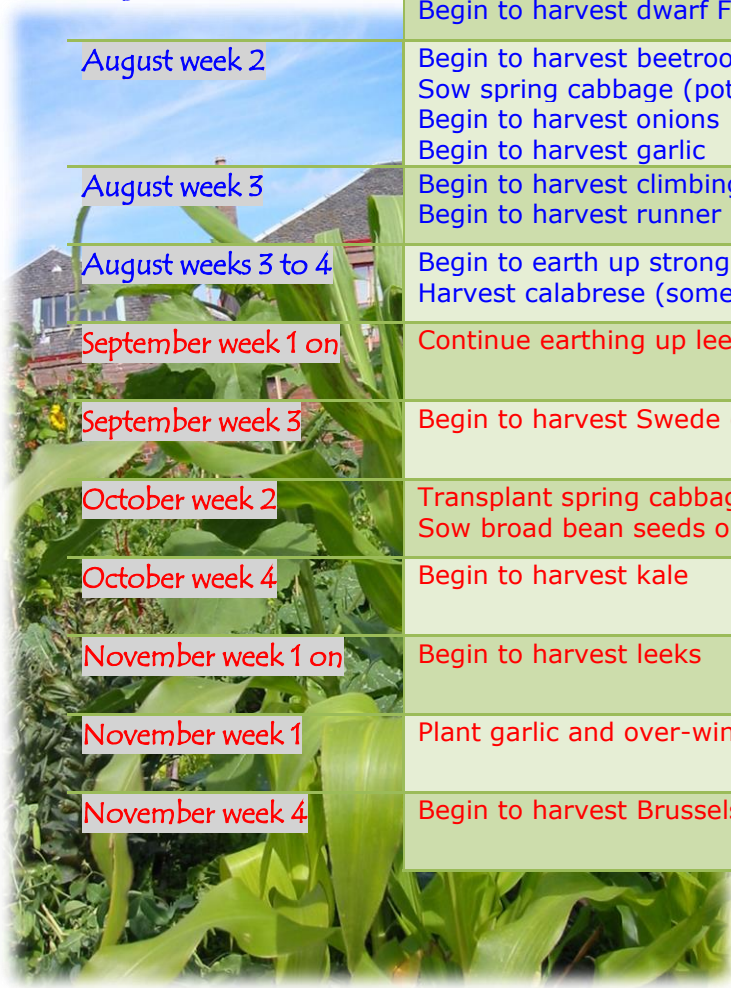 Begin to harvest dwarf F
August week 2
Begin to harvest beetroo
Sow spring cabbage (pot
Begin to harvest onions
Begin to harvest garlic
August week 3
Begin to harvest climbing
Begin to harvest runner
August weeks 3 to 4
Begin to earth up strong
Harvest calabrese (some
September week 1 on
Continue earthing up lee
September week 3
Begin to harvest Swede
October week 2
Transplant spring cabbag
Sow broad bean seeds o
October week 4
Begin to harvest kale
November week 1 on
Begin to harvest leeks
November week 1
Plant garlic and over-win
November week 4
Begin to harvest Brussels